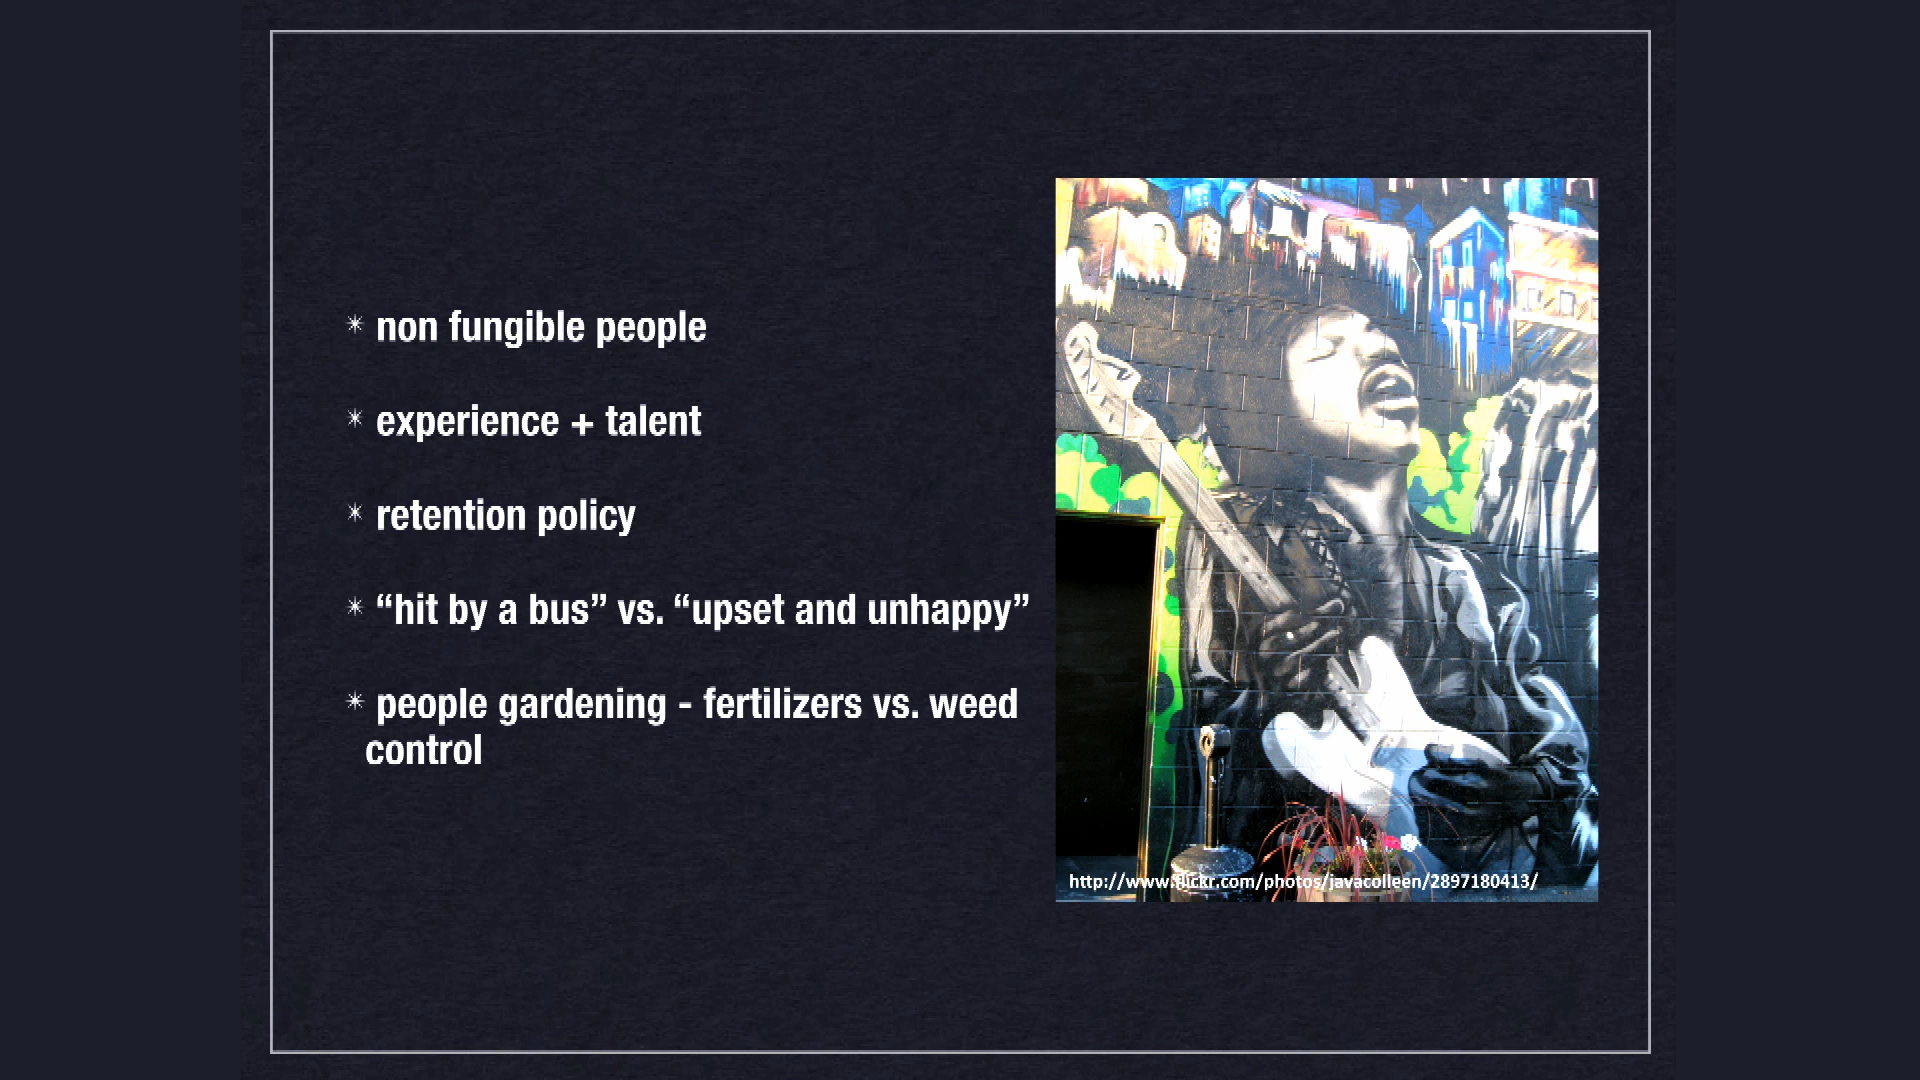 non fungible people
experience + talent
retention policy
“hit by a bus” vs. “upset and unhappy”
people gardening - fertilizers vs. weed
control
http://www.flickr.com/photos/javacolleen/2897180413/